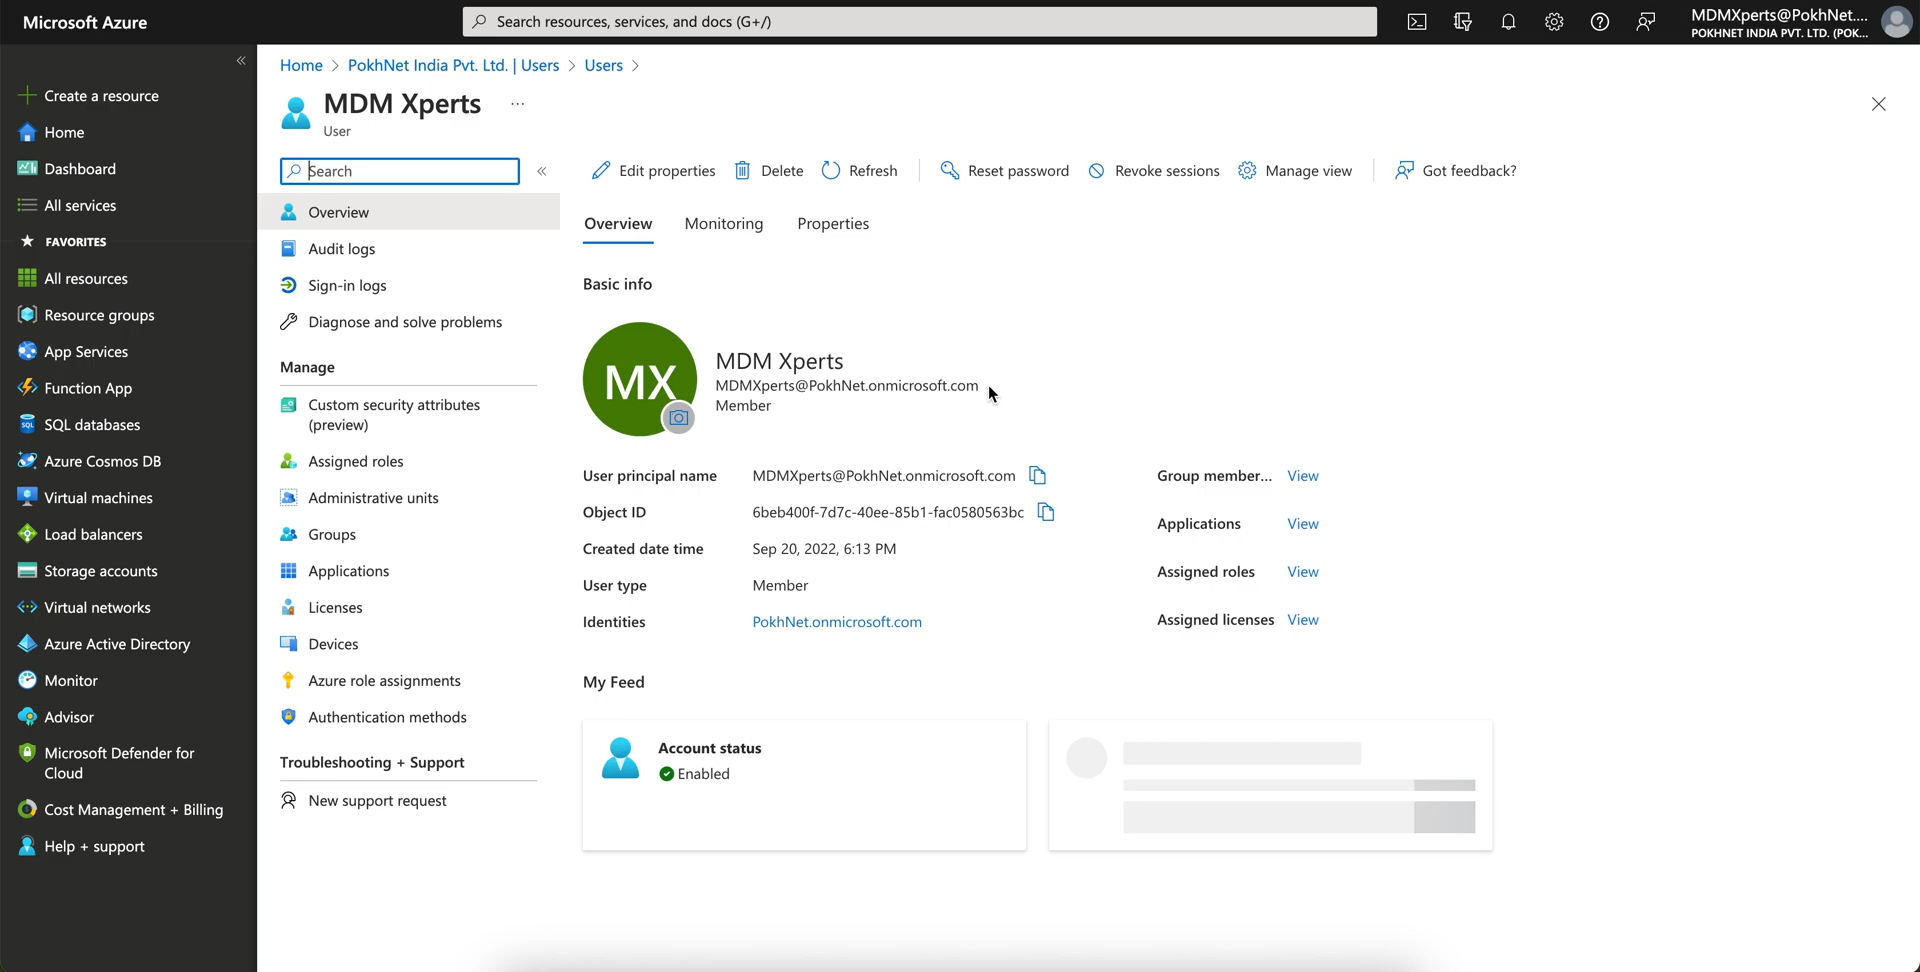 Microsoft Azure
Search resources, services, and docs (G+/)
MDMXperts@PokhNet....
POKHNET INDIA PVT. LTD. (POK...
Create a resource
Home
Dashboard
All services
FAVORITES
All resources
Resource groups
App Services
Function App
SQL databases
Azure Cosmos DB
Virtual machines
Load balancers
Storage accounts
Virtual networks
Azure Active Directory
Monitor
Advisor
Microsoft Defender for
Cloud
Cost Management + Billing
Help + support
Home > PokhNet India Pvt. Ltd. | Users > Users >
MDM Xperts ...
User
Search
Overview
Audit logs
Sign-in logs
Diagnose and solve problems
Manage
Custom security attributes
(preview)
Assigned roles
Administrative units
Groups
Applications
Licenses
Devices
Azure role assignments
Authentication methods
Troubleshooting + Support
New support request
Edit properties Delete Refresh Reset password Revoke sessions Manage view Got feedback?
Overview Monitoring Properties
Basic info
MX
MDM Xperts
MDMXperts@PokhNet.onmicrosoft.com
Member
User principal name MDMXperts@PokhNet.onmicrosoft.com
Object ID 6beb400f-7d7c-40ee-85b1-fac0580563bc
Created date time Sep 20, 2022, 6:13 PM
User type Member
Identities PokhNet.onmicrosoft.com
Group member... View
Applications View
Assigned roles View
Assigned licenses View
My Feed
Account status
Enabled